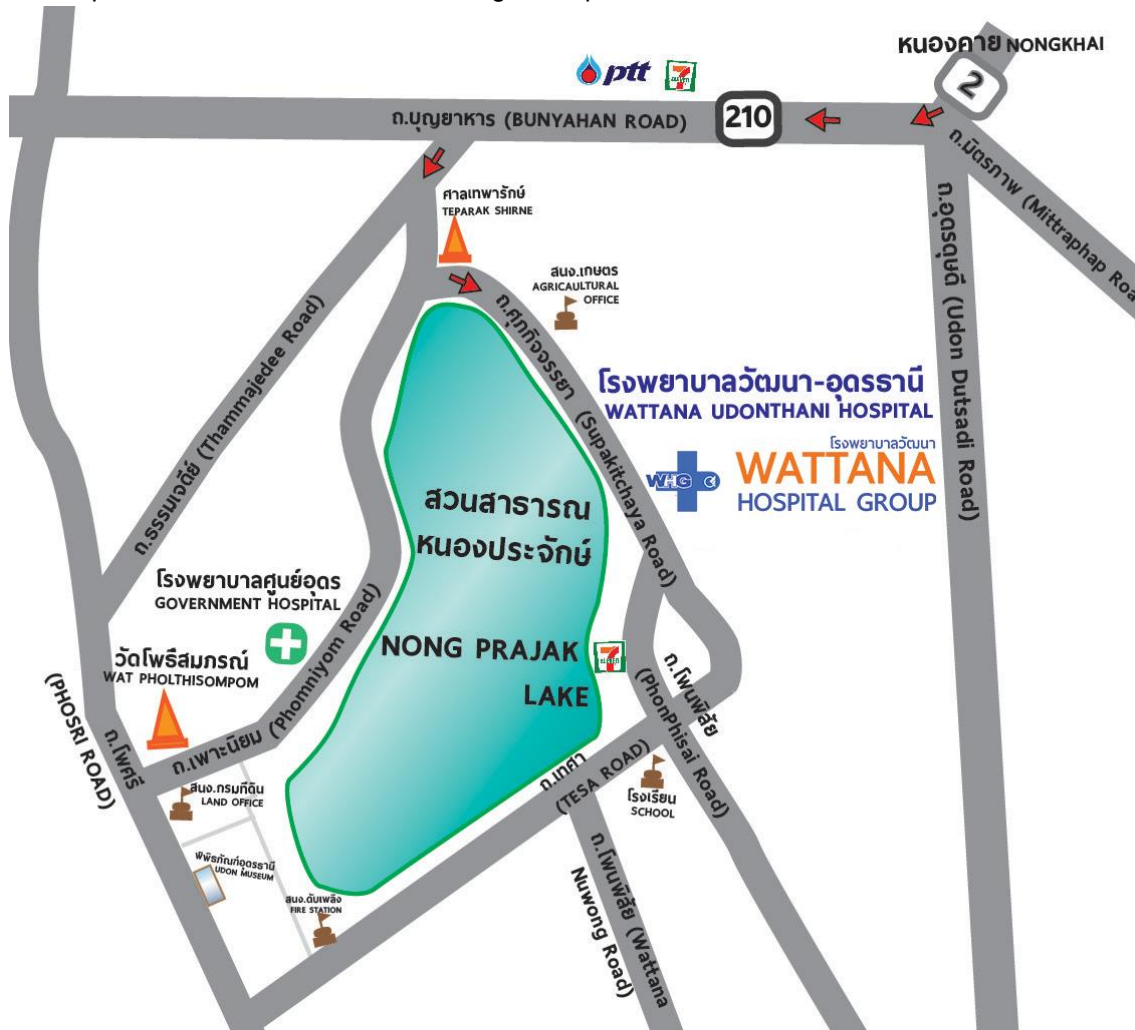 หนองคาย NONGKHAI
2
ptt
7
ELEVEN
ถ.บุญยาหาร (BUNYAHAN ROAD)
210
ถ.มิตรภาพ (Mittraphap Roa
ศาลเทพารักษ์
TEPARAK SHIRNE
สนง.เกษตร
AGRICAULTURAL
OFFICE
ถ.อุดรดุษดี (Udon Dutsadi Road)
ถ.ศุภกิจจรรยา (Supakitchaya Road)
ถ.ธรรมเจดีย์ (Thammajedee Road)
โรงพยาบาลวัฒนา-อุดรธานี
WATTANA UDONTHANI HOSPITAL
โรงพยาบาลวัฒนา
WHG
WATTANA
HOSPITAL GROUP
สวนสาธารณ
หนองประจักษ์
NONG PRAJAK
LAKE
7
ELEVEN
โรงพยาบาลศูนย์อุดร
GOVERNMENT HOSPITAL
วัดโพธิสมภรณ์
WAT PHOLTHISOMPOM
ถ.เพาะนิยม (Phomniyom Road)
ถ.โพศรี
(PHOSRI ROAD)
ถ.โพนพิสัย
(PhonPhisai Road)
สนง.กรมที่ดิน
LAND OFFICE
ถ.เทศา
(TESA ROAD)
โรงเรียน
SCHOOL
พิพิธภัณฑ์อุดรธานี
UDON MUSEUM
สนง.ดับเพลิง
FIRE STATION
ถ.โพนพิสัย (Wattana
Nuwong Road)